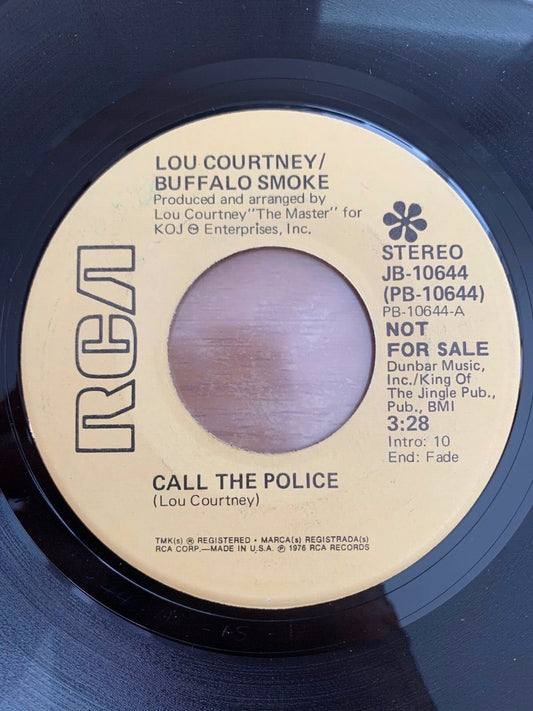 LOU COURTNEY/
BUFFALO SMOKE
Produced and arranged by
Lou Courtney"The Master" for
KOJ Enterprises, Inc.
RCA
STEREO
JB-10644
(PB-10644)
PB-10644-A
NOT
FOR SALE
Dunbar Music,
Inc./King Of
The Jingle Pub.,
Pub., BMI
3:28
Intro: 10
End: Fade
CALL THE POLICE
(Lou Courtney)
TMK(s) ® REGISTERED • MARCA(s) REGISTRADA(s)
RCA CORP.—MADE IN U.S.A. ℗ 1976 RCA RECORDS